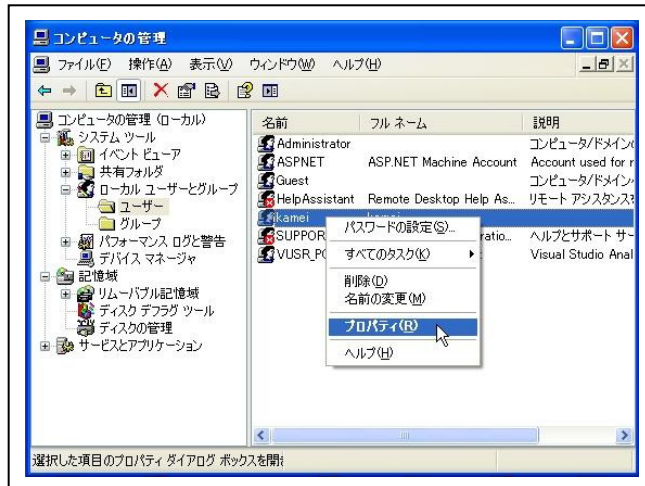 コンピュータの管理
ファイル(F) 操作(A) 表示(V) ウィンドウ(W) ヘルプ(H)
コンピュータの管理 (ローカル)
システム ツール
イベント ビューア
共有フォルダ
ローカル ユーザーとグループ
ユーザー
グループ
パフォーマンス ログと警告
デバイス マネージャ
記憶域
リムーバブル記憶域
ディスク デフラグ ツール
ディスクの管理
サービスとアプリケーション
名前 フル ネーム 説明
Administrator コンピュータ/ドメイン
ASPNET ASP.NET Machine Account Account used for r
Guest コンピュータ/ドメイン
HelpAssistant Remote Desktop Help As... リモート アシスタンス
kamei
SUPPOR ratio... ヘルプとサポート サー
VUSR_PO Visual Studio Anal
パスワードの設定(S)...
すべてのタスク(K)
削除(D)
名前の変更(M)
プロパティ(R)
ヘルプ(H)
選択した項目のプロパティ ダイアログ ボックスを開